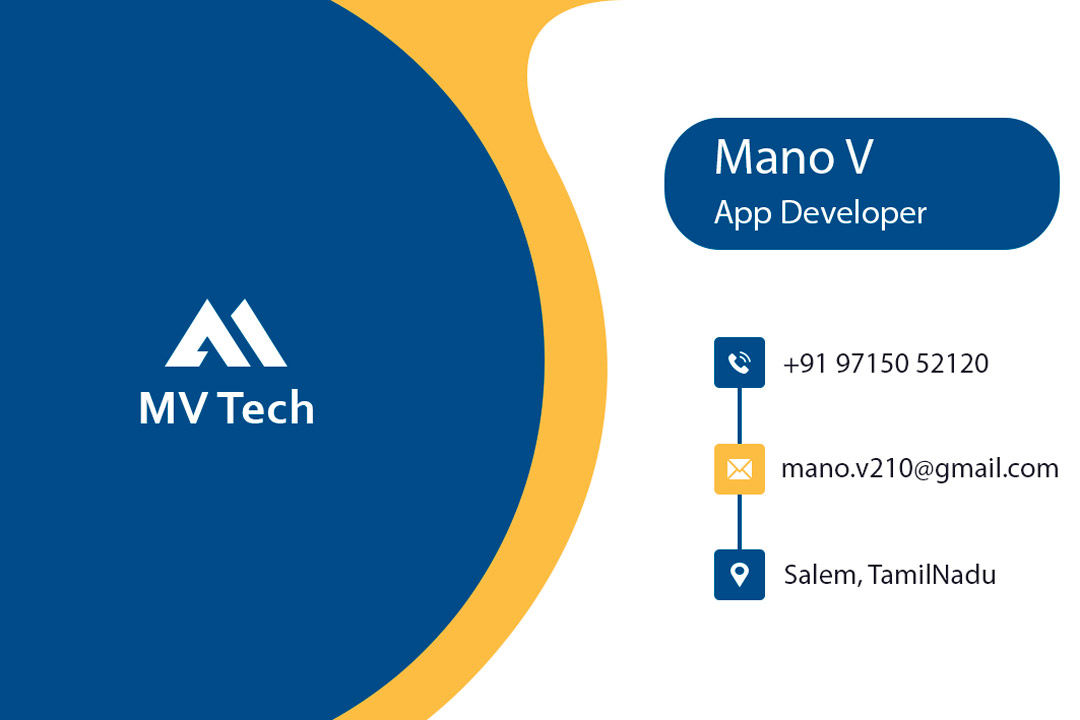 MV Tech
Mano V
App Developer
+91 97150 52120
mano.v210@gmail.com
Salem, TamilNadu